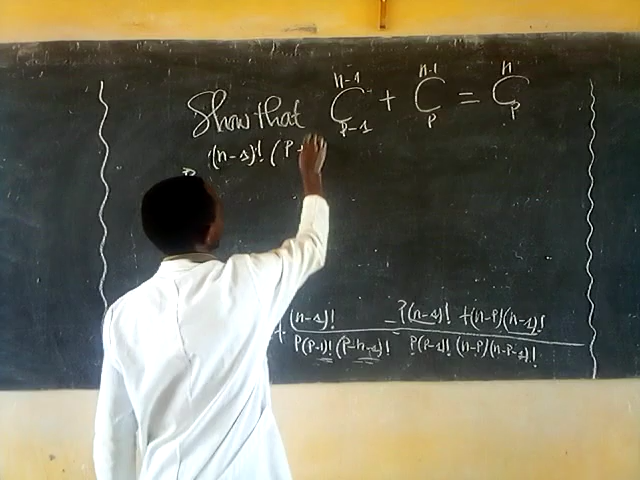 Show that C^{n-1}_{p-1} + C^{n-1}_{p} = C^{n}_{p}
(n-1)! (P
(n-1)! / P(P-1)! (P-n-1)! = P(n-1)! + (n-P)(n-1)! / P(P-1)! (n-P)(n-P-1)!